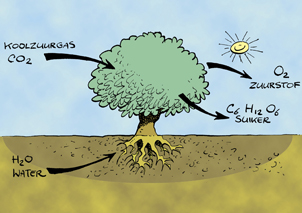 KOOLZUURGAS
CO2
O2
ZUURSTOF
C6 H12 O6
SUIKER
H2O
WATER